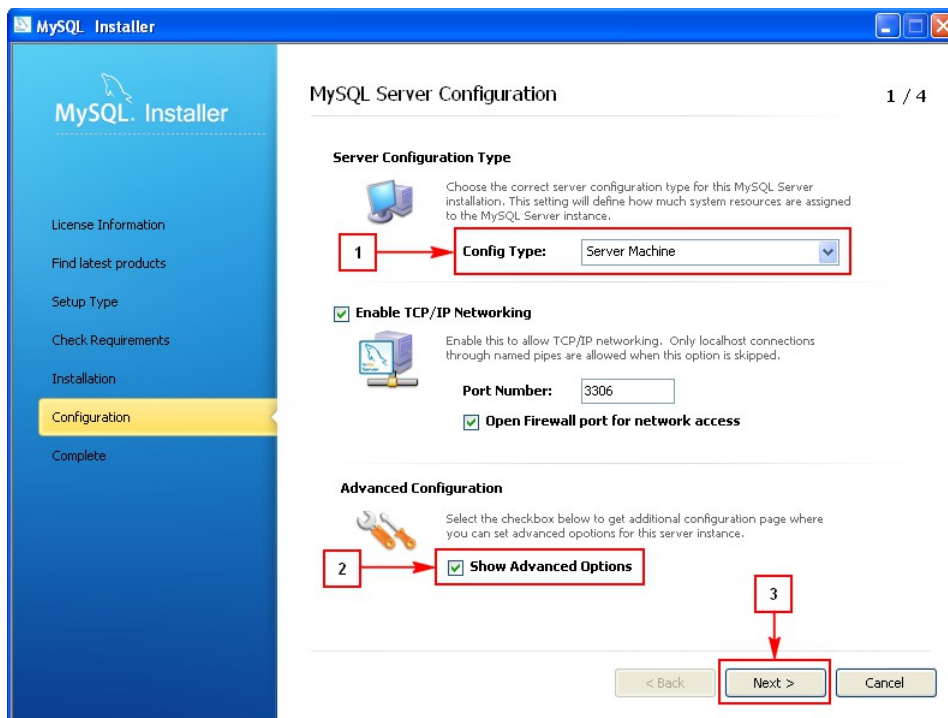 MySQL Installer
MySQL. Installer
License Information
Find latest products
Setup Type
Check Requirements
Installation
Configuration
Complete
MySQL Server Configuration
1 / 4
Server Configuration Type
Choose the correct server configuration type for this MySQL Server
installation. This setting will define how much system resources are assigned
to the MySQL Server instance.
1
Config Type:
Server Machine
Enable TCP/IP Networking
Enable this to allow TCP/IP networking. Only localhost connections
through named pipes are allowed when this option is skipped.
Port Number:
3306
Open Firewall port for network access
Advanced Configuration
Select the checkbox below to get additional configuration page where
you can set advanced opotions for this server instance.
2
Show Advanced Options
3
< Back
Next >
Cancel